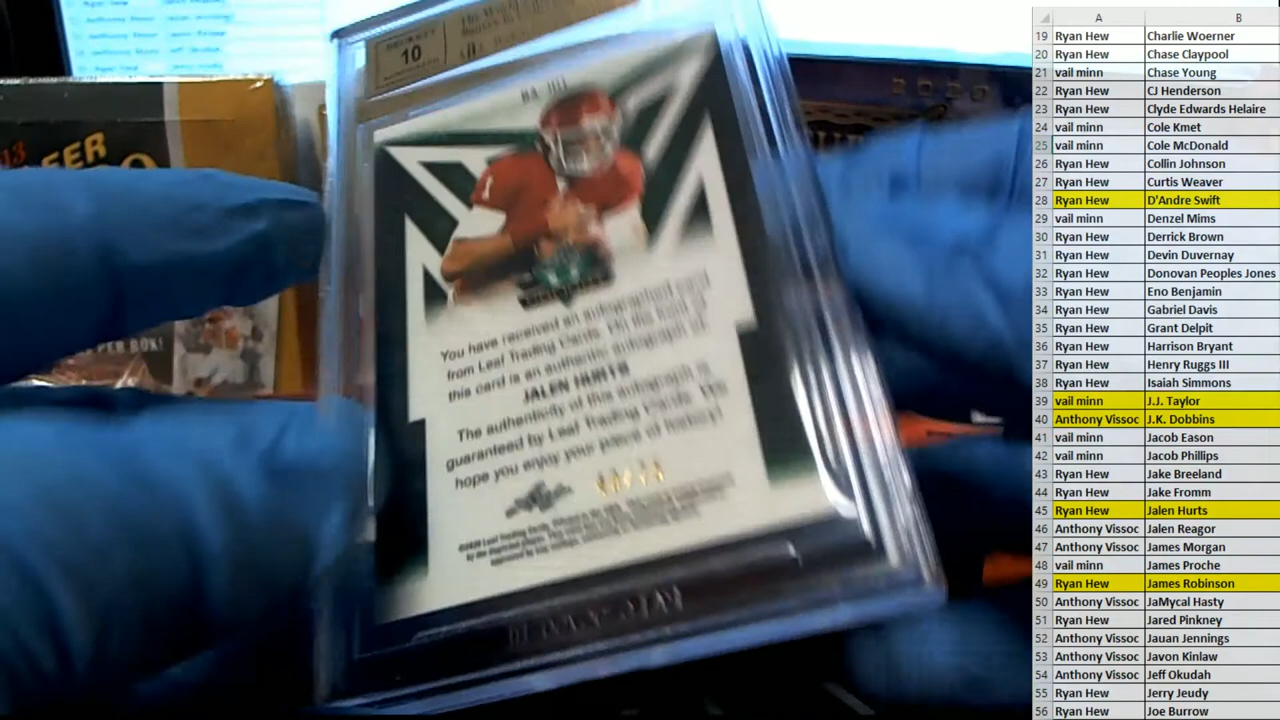 10
BA-JH1
You have received an autographed card
from Leaf Trading Cards.
this card is an authentic autograph of
JALEN HURTS
The authenticity of this autograph is
guaranteed by Leaf Trading Cards. We
hope you enjoy your piece of history!
PER BOX!
A B
19 Ryan Hew Charlie Woerner
20 Ryan Hew Chase Claypool
21 vail minn Chase Young
22 Ryan Hew CJ Henderson
23 Ryan Hew Clyde Edwards Helaire
24 vail minn Cole Kmet
25 vail minn Cole McDonald
26 Ryan Hew Collin Johnson
27 Ryan Hew Curtis Weaver
28 Ryan Hew D'Andre Swift
29 vail minn Denzel Mims
30 Ryan Hew Derrick Brown
31 Ryan Hew Devin Duvernay
32 Ryan Hew Donovan Peoples Jones
33 Ryan Hew Eno Benjamin
34 Ryan Hew Gabriel Davis
35 Ryan Hew Grant Delpit
36 Ryan Hew Harrison Bryant
37 Ryan Hew Henry Ruggs III
38 Ryan Hew Isaiah Simmons
39 vail minn J.J. Taylor
40 Anthony Vissoc J.K. Dobbins
41 vail minn Jacob Eason
42 vail minn Jacob Phillips
43 Ryan Hew Jake Breeland
44 Ryan Hew Jake Fromm
45 Ryan Hew Jalen Hurts
46 Anthony Vissoc Jalen Reagor
47 Anthony Vissoc James Morgan
48 vail minn James Proche
49 Ryan Hew James Robinson
50 Anthony Vissoc JaMycal Hasty
51 Ryan Hew Jared Pinkney
52 Anthony Vissoc Jauan Jennings
53 Anthony Vissoc Javon Kinlaw
54 Anthony Vissoc Jeff Okudah
55 Ryan Hew Jerry Jeudy
56 Ryan Hew Joe Burrow